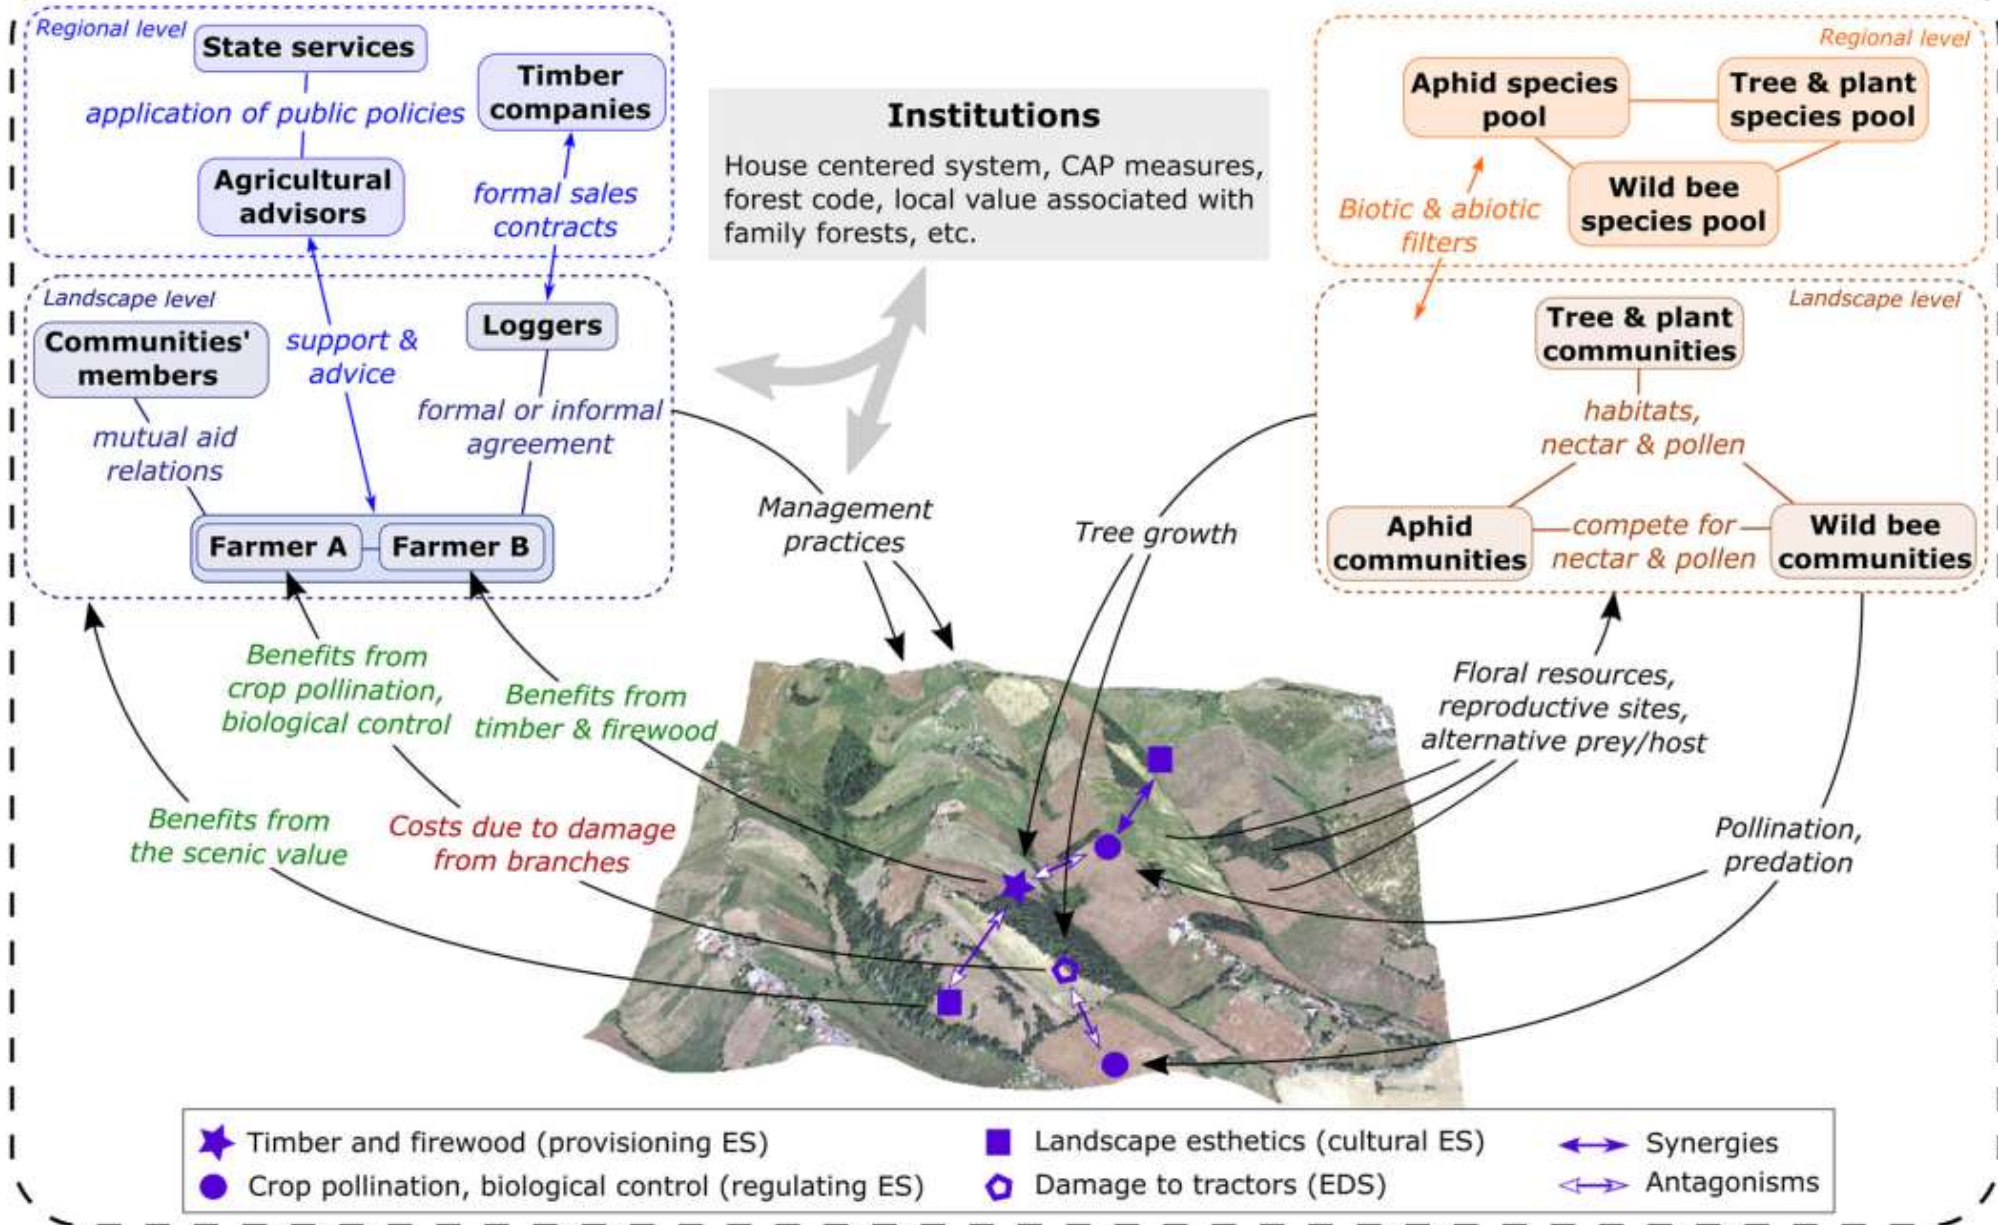 Regional level
State services
application of public policies
Agricultural
advisors
Timber
companies
formal sales
contracts
Landscape level
Communities'
members
mutual aid
relations
support &
advice
Loggers
formal or informal
agreement
Farmer A
Farmer B
Institutions
House centered system, CAP measures,
forest code, local value associated with
family forests, etc.
Regional level
Aphid species
pool
Tree & plant
species pool
Wild bee
species pool
Biotic & abiotic
filters
Landscape level
Tree & plant
communities
habitats,
nectar & pollen
Aphid
communities
compete for
nectar & pollen
Wild bee
communities
Management
practices
Tree growth
Benefits from
crop pollination,
biological control
Benefits from
timber & firewood
Benefits from
the scenic value
Costs due to damage
from branches
Floral resources,
reproductive sites,
alternative prey/host
Pollination,
predation
Timber and firewood (provisioning ES)
Crop pollination, biological control (regulating ES)
Landscape esthetics (cultural ES)
Damage to tractors (EDS)
Synergies
Antagonisms